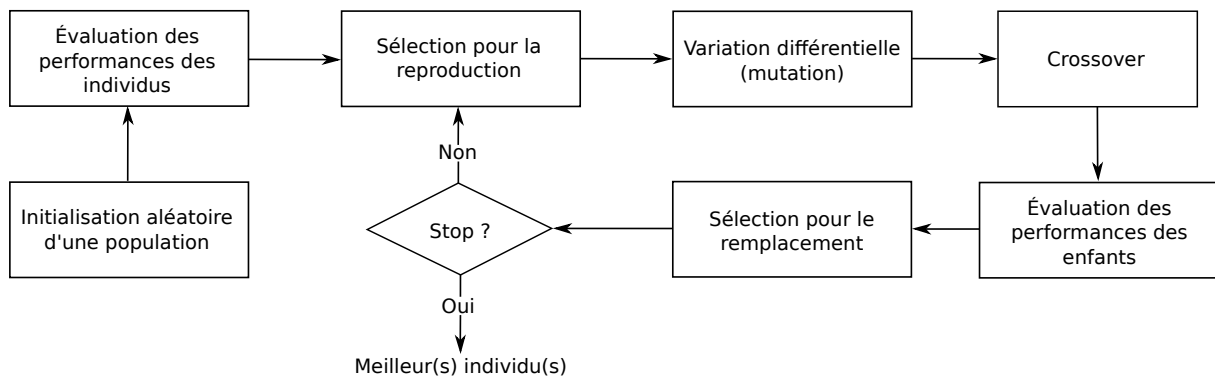 Évaluation des
performances des
individus
Sélection pour la
reproduction
Variation différentielle
(mutation)
Crossover
Initialisation aléatoire
d'une population
Non
Stop ?
Sélection pour le
remplacement
Évaluation des
performances des
enfants
Oui
Meilleur(s) individu(s)